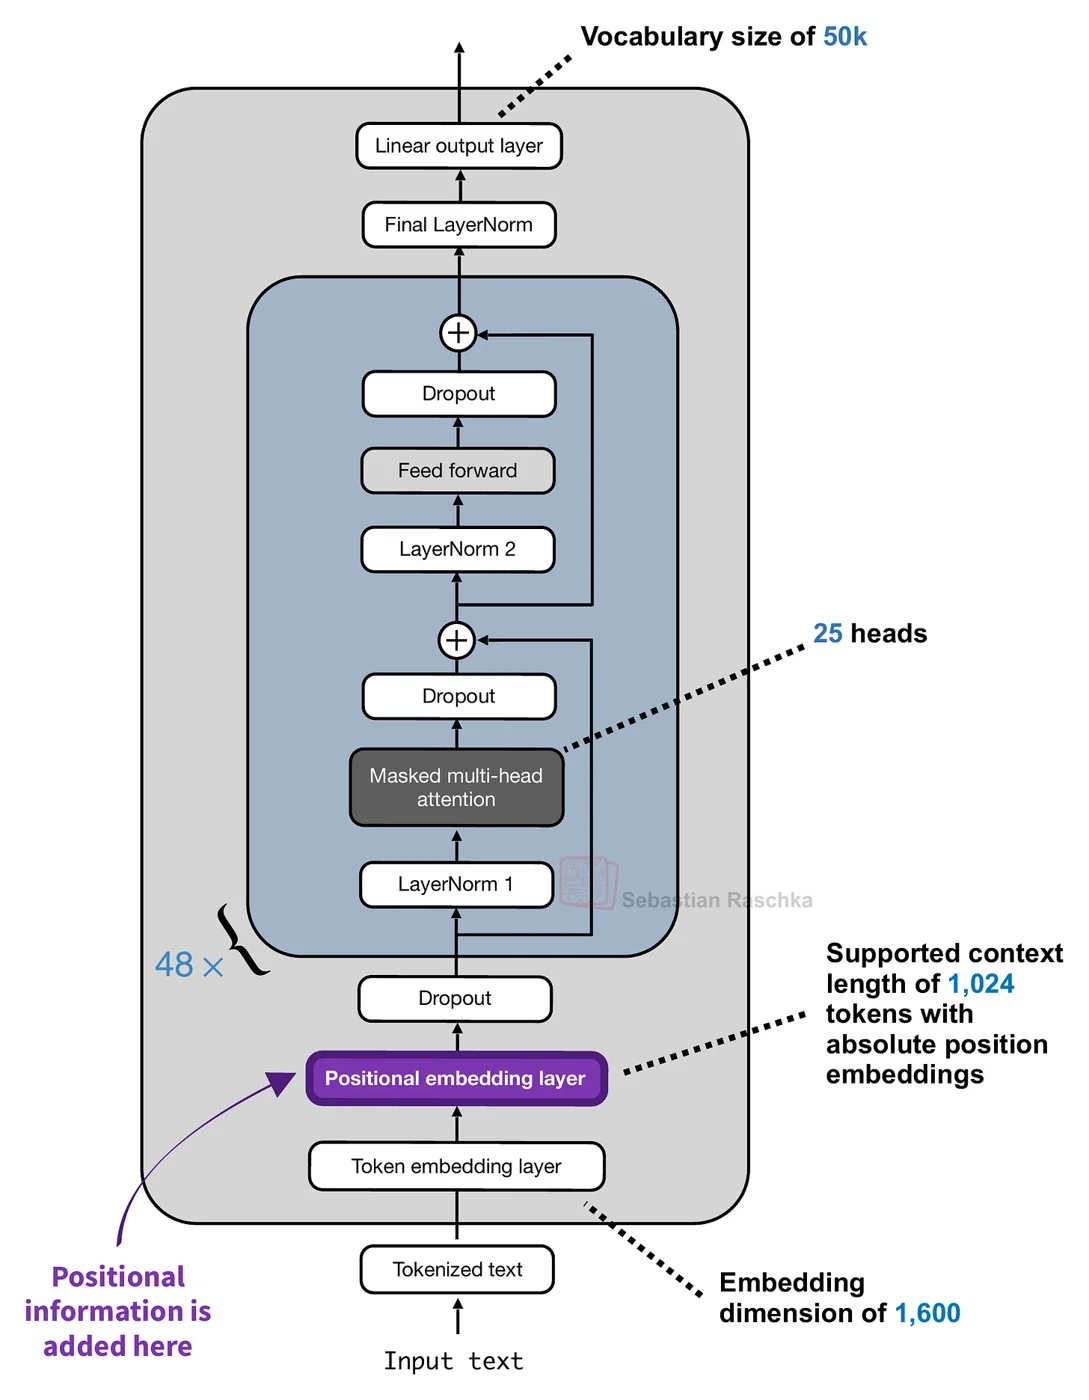 Vocabulary size of 50k
Linear output layer
Final LayerNorm
Dropout
Feed forward
LayerNorm 2
25 heads
Dropout
Masked multi-head
attention
LayerNorm 1
Sebastian Raschka
48 ×
Dropout
Supported context
length of 1,024
tokens with
absolute position
embeddings
Positional embedding layer
Token embedding layer
Tokenized text
Positional
information is
added here
Embedding
dimension of 1,600
Input text